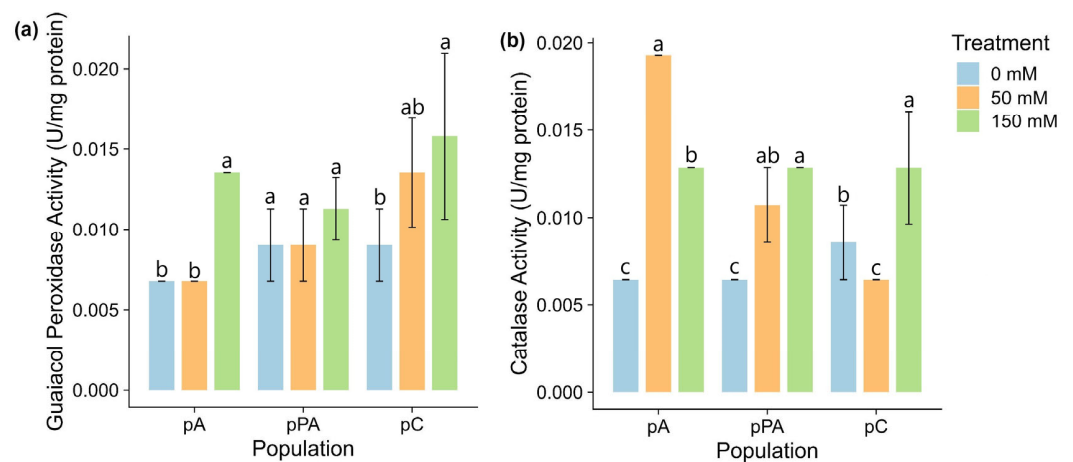 (a)
Guaiacol Peroxidase Activity (U/mg protein)
0.020
0.015
0.010
0.005
0.000
b b a
a a a
b ab a
pA pPA pC
Population
(b)
Catalase Activity (U/mg protein)
0.020
0.015
0.010
0.005
0.000
c a b
c ab a
b c a
pA pPA pC
Population
Treatment
0 mM
50 mM
150 mM